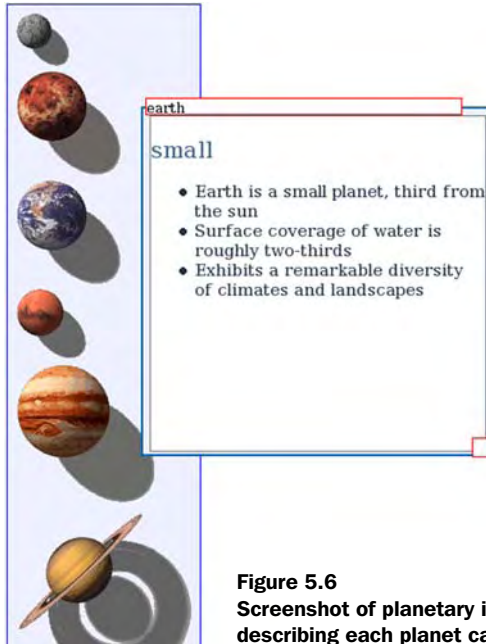 earth
small
• Earth is a small planet, third from
the sun
• Surface coverage of water is
roughly two-thirds
• Exhibits a remarkable diversity
of climates and landscapes
Figure 5.6
Screenshot of planetary i
describing each planet ca